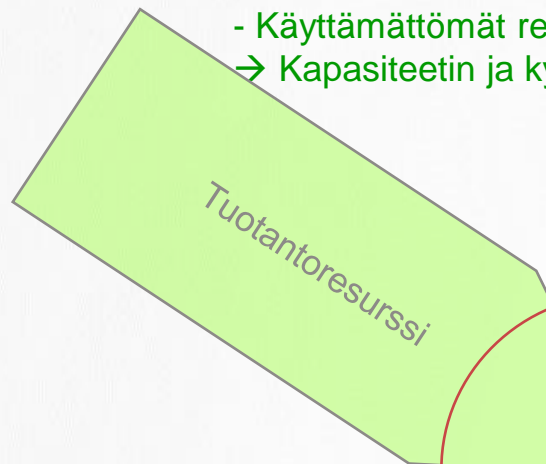 - Käyttämättömät re
→ Kapasiteetin ja ky
Tuotantoresurssi